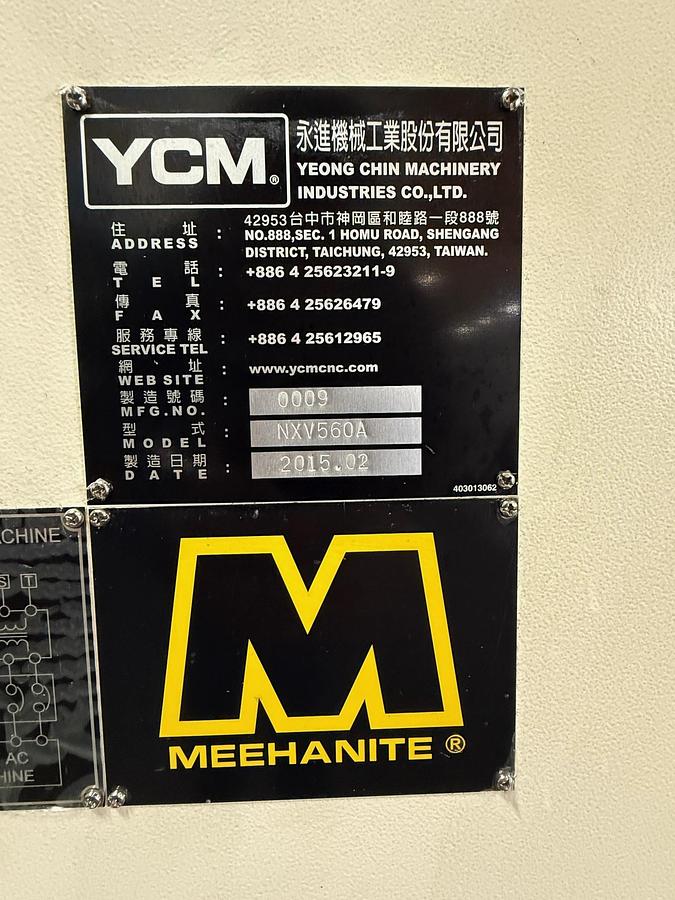 YCM®
永進機械工業股份有限公司
YEONG CHIN MACHINERY
INDUSTRIES CO.,LTD.
住址 : 42953台中市神岡區和睦路一段888號
ADDRESS NO.888,SEC. 1 HOMU ROAD, SHENGANG
DISTRICT, TAICHUNG, 42953, TAIWAN.
電話 : +886 4 25623211-9
TEL
傳真 : +886 4 25626479
FAX
服務專線 : +886 4 25612965
SERVICE TEL
網址 : www.ycmcnc.com
WEB SITE
製造號碼 : 0009
MFG.NO.
型式 : NXV560A
MODEL
製造日期 : 2015.02
DATE
403013062
ACHINE
S T
AC
HINE
M
MEEHANITE®